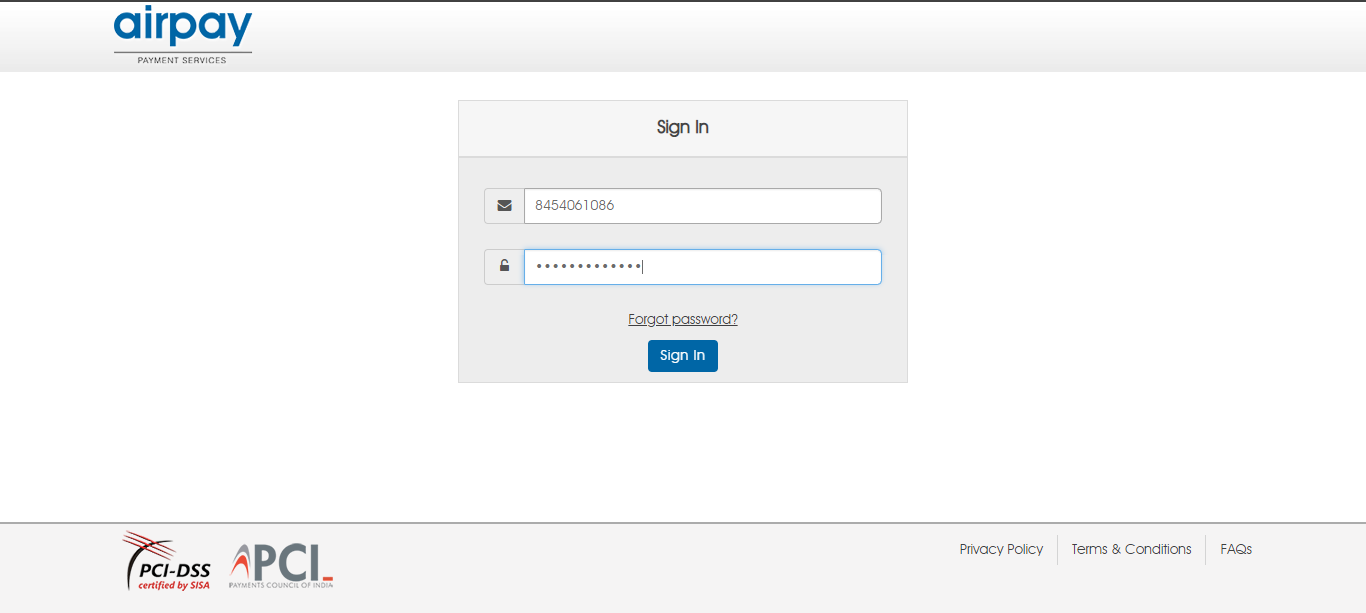 airpay
PAYMENT SERVICES
Sign In
8454061086
•••••••••••••
Forgot password?
Sign In
PCI-DSS
certified by SISA
PCI
PAYMENTS COUNCIL OF INDIA
Privacy Policy
Terms & Conditions
FAQs